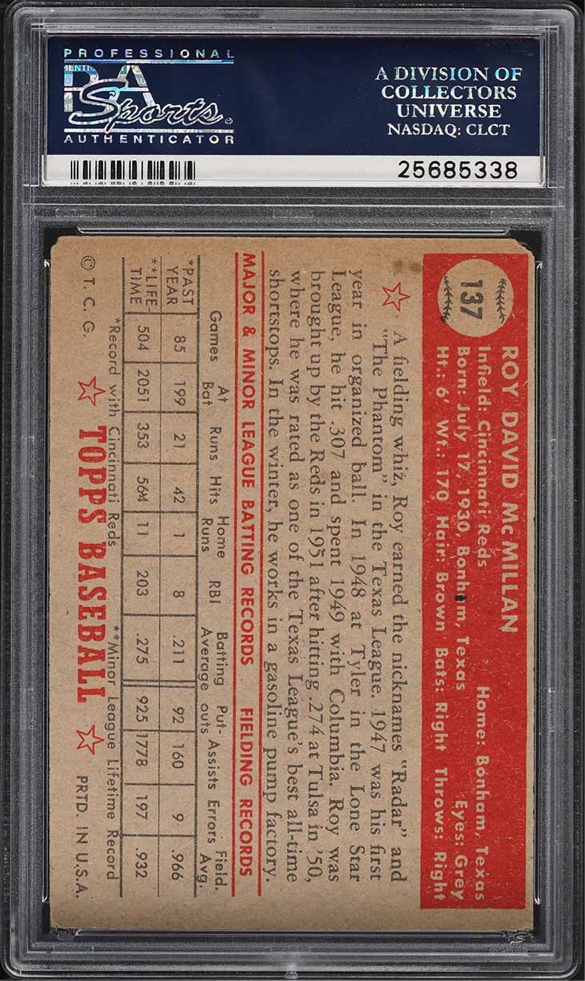 PROFESSIONAL
PSA
Sports.
AUTHENTICATOR
A DIVISION OF
COLLECTORS
UNIVERSE
NASDAQ: CLCT
25685338
137
ROY DAVID McMILLAN
Infield: Cincinnati Reds Home: Bonham, Texas
Born: July 17, 1930, Bonham, Texas Eyes: Grey
Ht.: 6' Wt.: 170 Hair: Brown Bats: Right Throws: Right
A fielding whiz, Roy earned the nicknames "Radar" and
"The Phantom" in the Texas League. 1947 was his first
year in organized ball. In 1948 at Tyler in the Lone Star
League, he hit .307 and spent 1949 with Columbia. Roy was
brought up by the Reds in 1951 after hitting .274 at Tulsa in '50,
where he was rated as one of the Texas League's best all-time
shortstops. In the winter, he works in a gasoline pump factory.
MAJOR & MINOR LEAGUE BATTING RECORDS FIELDING RECORDS
Games At Bat Runs Hits Home Runs RBI Batting Average Put-outs Assists Errors Field. Avg.
*PAST YEAR 85 199 21 42 1 8 .211 92 160 9 .966
**LIFE TIME 504 2051 353 564 11 203 .275 925 1778 197 .932
*Record with Cincinnati Reds **Minor League Lifetime Record
© T. C. G. TOPPS BASEBALL PRTD. IN U.S.A.